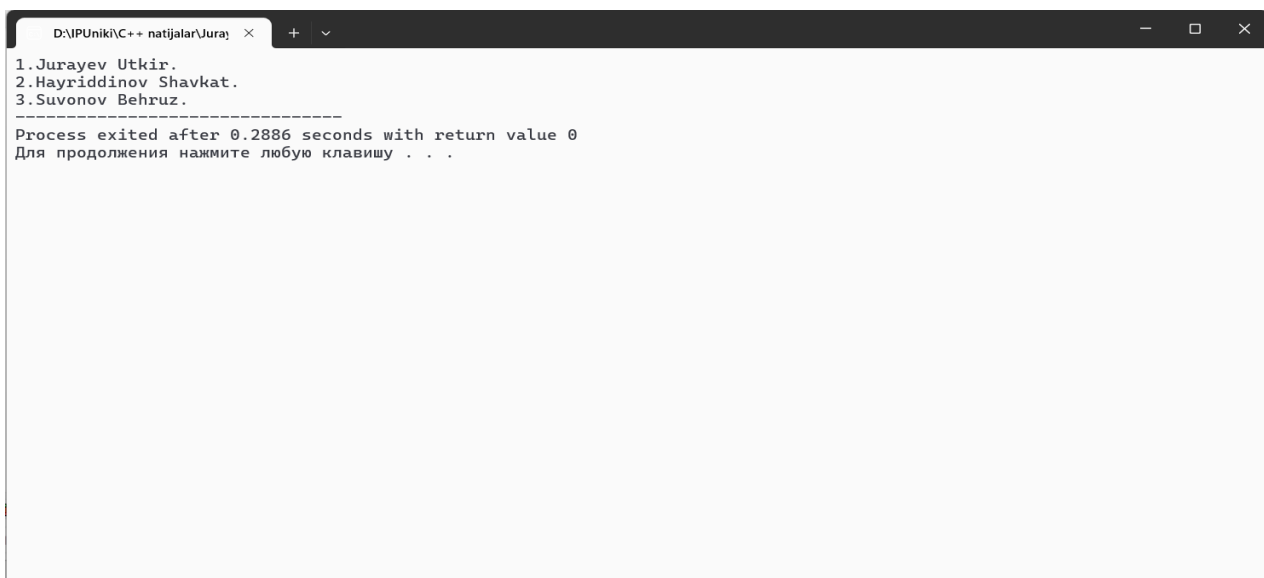 D:\IPUniki\C++ natijalar\Juray
1.Jurayev Utkir.
2.Hayriddinov Shavkat.
3.Suvonov Behruz.
--------------------------------
Process exited after 0.2886 seconds with return value 0
Для продолжения нажмите любую клавишу . . .